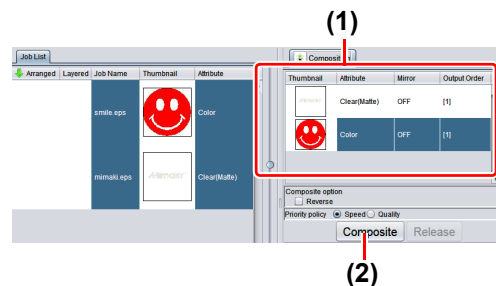 (1)
Job List
Composition
Arranged Layered Job Name Thumbnail Attribute
Thumbnail Attribute Mirror Output Order
smile.eps Color
mimaki.eps Mimaki Clear(Matte)
Clear(Matte) OFF [1]
Color OFF [1]
Composite option
Reverse
Priority policy Speed Quality
Composite Release
(2)